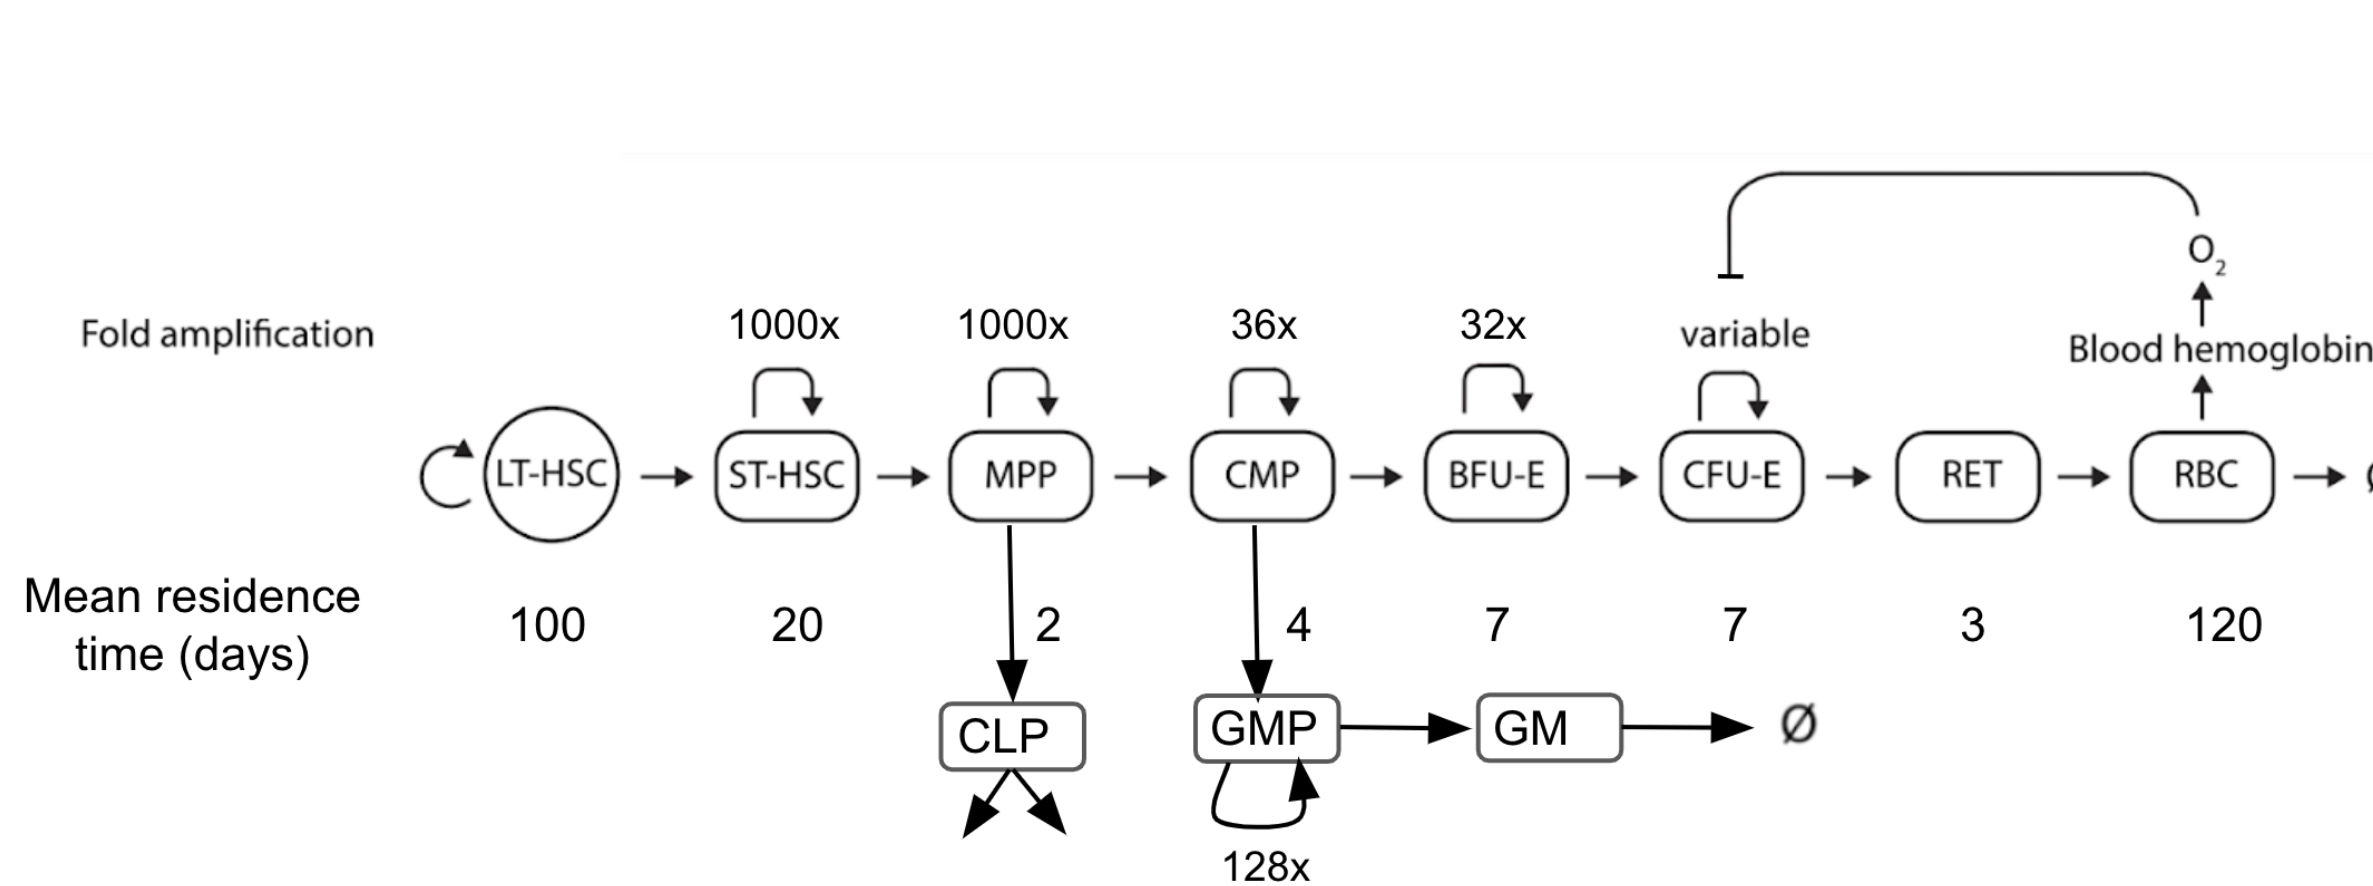 O2
1000x 1000x 36x 32x variable
Fold amplification
Blood hemoglobin
LT-HSC ST-HSC MPP CMP BFU-E CFU-E RET RBC
Mean residence
time (days)
100 20 2 4 7 7 3 120
CLP GMP GM Ø
128x